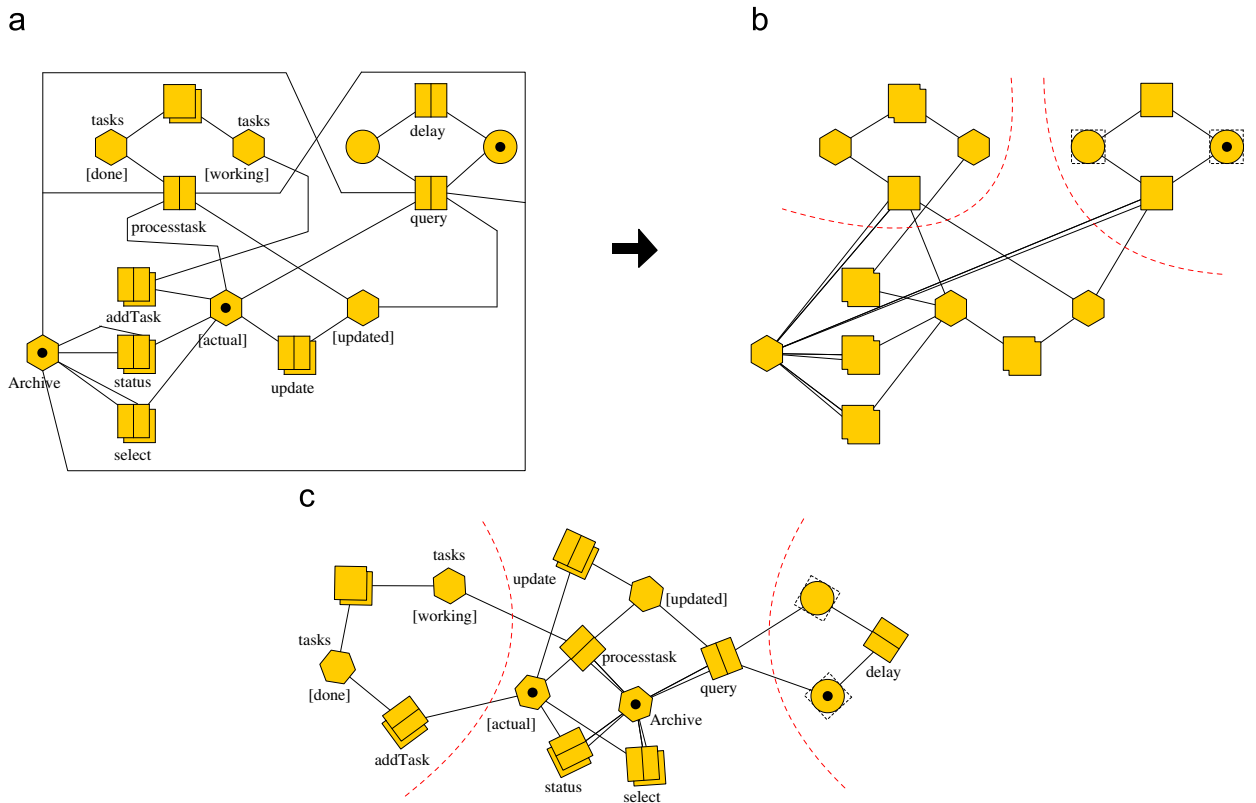 a
b
tasks
tasks
delay
[done]
[working]
processtask
query
addTask
[actual]
[updated]
Archive
status
update
select
c
tasks
update
[working]
[updated]
tasks
processtask
[done]
query
delay
[actual]
Archive
addTask
status
select